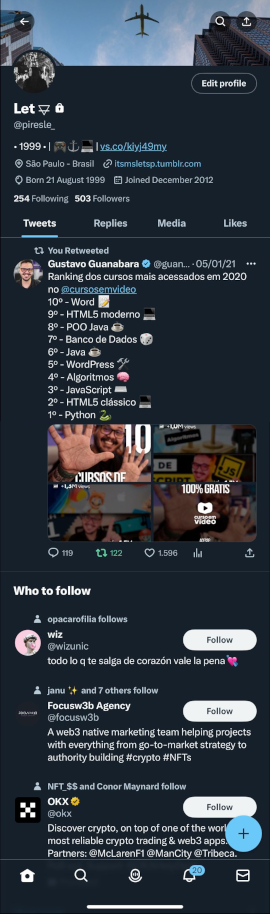 Edit profile
Let
@piresle_
• 1999 • | | vs.co/kiyj49my
São Paulo - Brasil itsmsletsp.tumblr.com
Born 21 August 1999 Joined December 2012
254 Following 503 Followers
Tweets Replies Media Likes
You Retweeted
Gustavo Guanabara @guan... · 05/01/21
Ranking dos cursos mais acessados em 2020
no @cursosemvideo
10º - Word
9º - HTML5 moderno
8º - POO Java
7º - Banco de Dados
6º - Java
5º - WordPress
4º - Algoritmos
3º - JavaScript
2º - HTML5 clássico
1º - Python
10
CURSOS DE
DE
JS
100% GRATIS
CURSO EM
VIDEO
119 122 1.596
Who to follow
opacarofilia follows
wiz
@wizunic
Follow
todo lo q te salga de corazón vale la pena
janu and 7 others follow
Focusw3b Agency
@focusw3b
Follow
A web3 native marketing team helping projects
with everything from go-to-market strategy to
authority building #crypto #NFTs
NFT_$$ and Conor Maynard follow
OKX
@okx
Follow
Discover crypto, on top of one of the
most reliable crypto trading & web3 apps.
Partners: @McLarenF1 @ManCity @Tribeca.
20